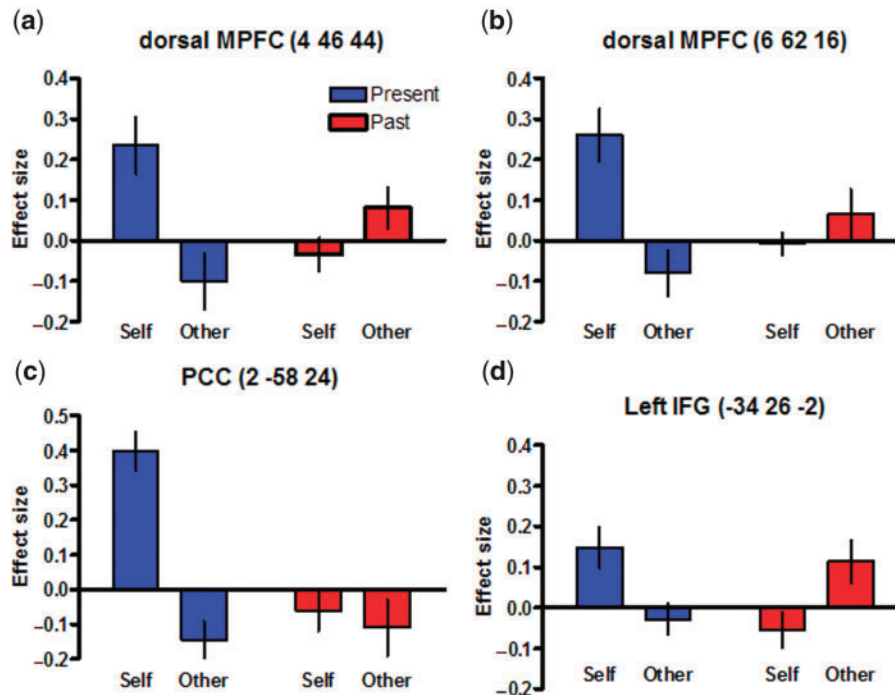 (a)
dorsal MPFC (4 46 44)
Effect size
0.4
0.3
0.2
0.1
0.0
–0.1
–0.2
Present
Past
Self Other Self Other
(b)
dorsal MPFC (6 62 16)
Effect size
0.4
0.3
0.2
0.1
0.0
–0.1
–0.2
Self Other Self Other
(c)
PCC (2 -58 24)
Effect size
0.5
0.4
0.3
0.2
0.1
0.0
–0.1
–0.2
Self Other Self Other
(d)
Left IFG (-34 26 -2)
Effect size
0.4
0.3
0.2
0.1
0.0
–0.1
–0.2
Self Other Self Other